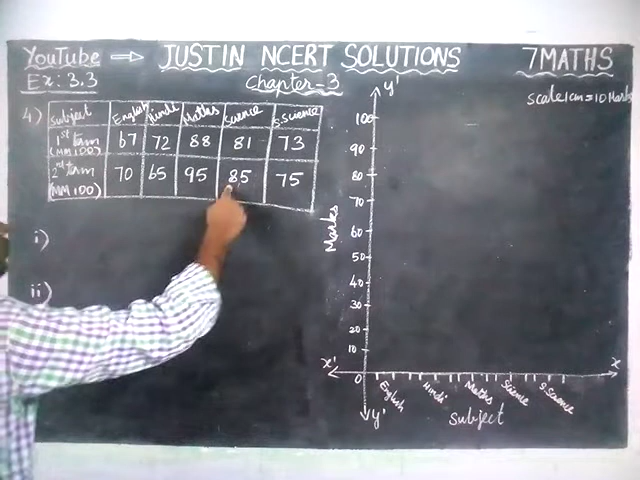 YouTube ⇒ JUSTIN NCERT SOLUTIONS 7MATHS
Ex: 3.3 Chapter-3
scale 1cm = 10 Marks
4) Subject English Hindi Maths Science S.Science
1st term (MM 100) 67 72 88 81 73
2nd term (MM 100) 70 65 95 85 75
i)
ii)
y'
100
90
80
70
60
50
40
30
20
10
0
Marks
x' x
y'
English Hindi Maths Science S.Science
Subject